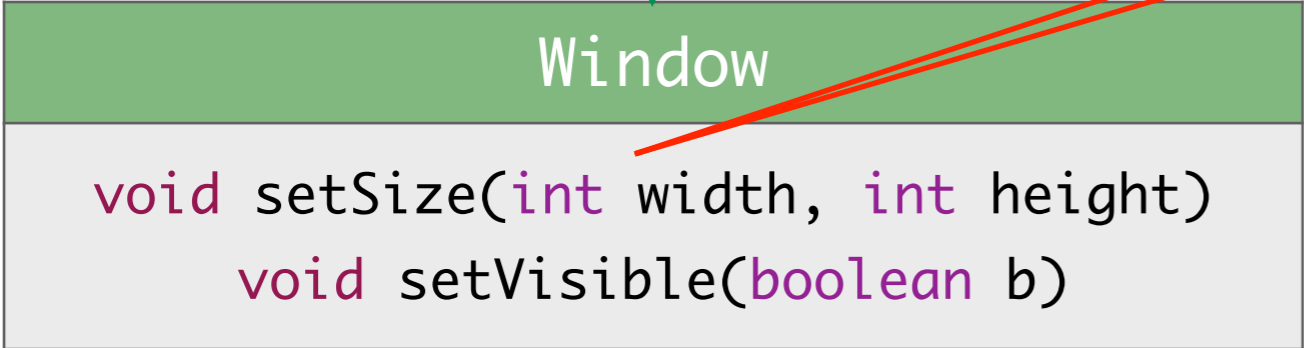 Window
void setSize(int width, int height)
void setVisible(boolean b)